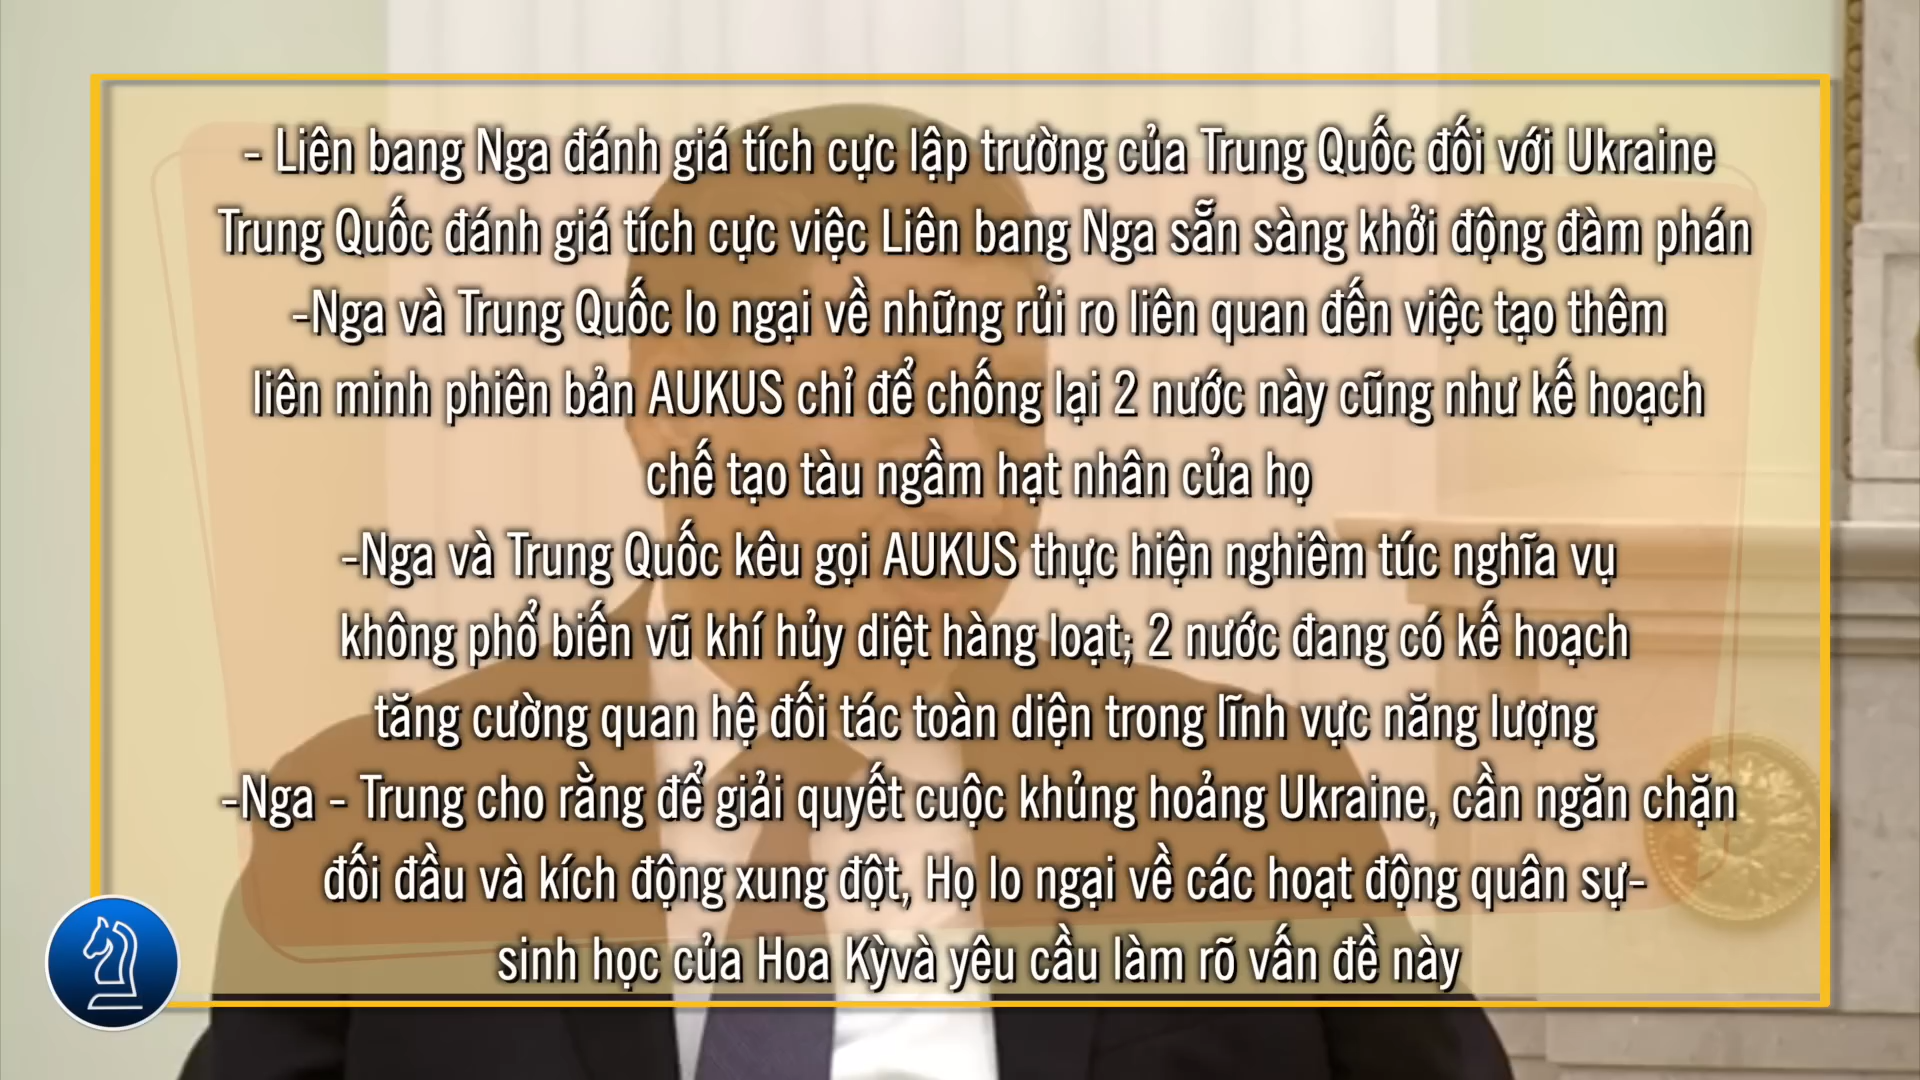 - Liên bang Nga đánh giá tích cực lập trường của Trung Quốc đối với Ukraine
Trung Quốc đánh giá tích cực việc Liên bang Nga sẵn sàng khởi động đàm phán
-Nga và Trung Quốc lo ngại về những rủi ro liên quan đến việc tạo thêm
liên minh phiên bản AUKUS chỉ để chống lại 2 nước này cũng như kế hoạch
chế tạo tàu ngầm hạt nhân của họ
-Nga và Trung Quốc kêu gọi AUKUS thực hiện nghiêm túc nghĩa vụ
không phổ biến vũ khí hủy diệt hàng loạt; 2 nước đang có kế hoạch
tăng cường quan hệ đối tác toàn diện trong lĩnh vực năng lượng
-Nga - Trung cho rằng để giải quyết cuộc khủng hoảng Ukraine, cần ngăn chặn
đối đầu và kích động xung đột, Họ lo ngại về các hoạt động quân sự-
sinh học của Hoa Kỳvà yêu cầu làm rõ vấn đề này